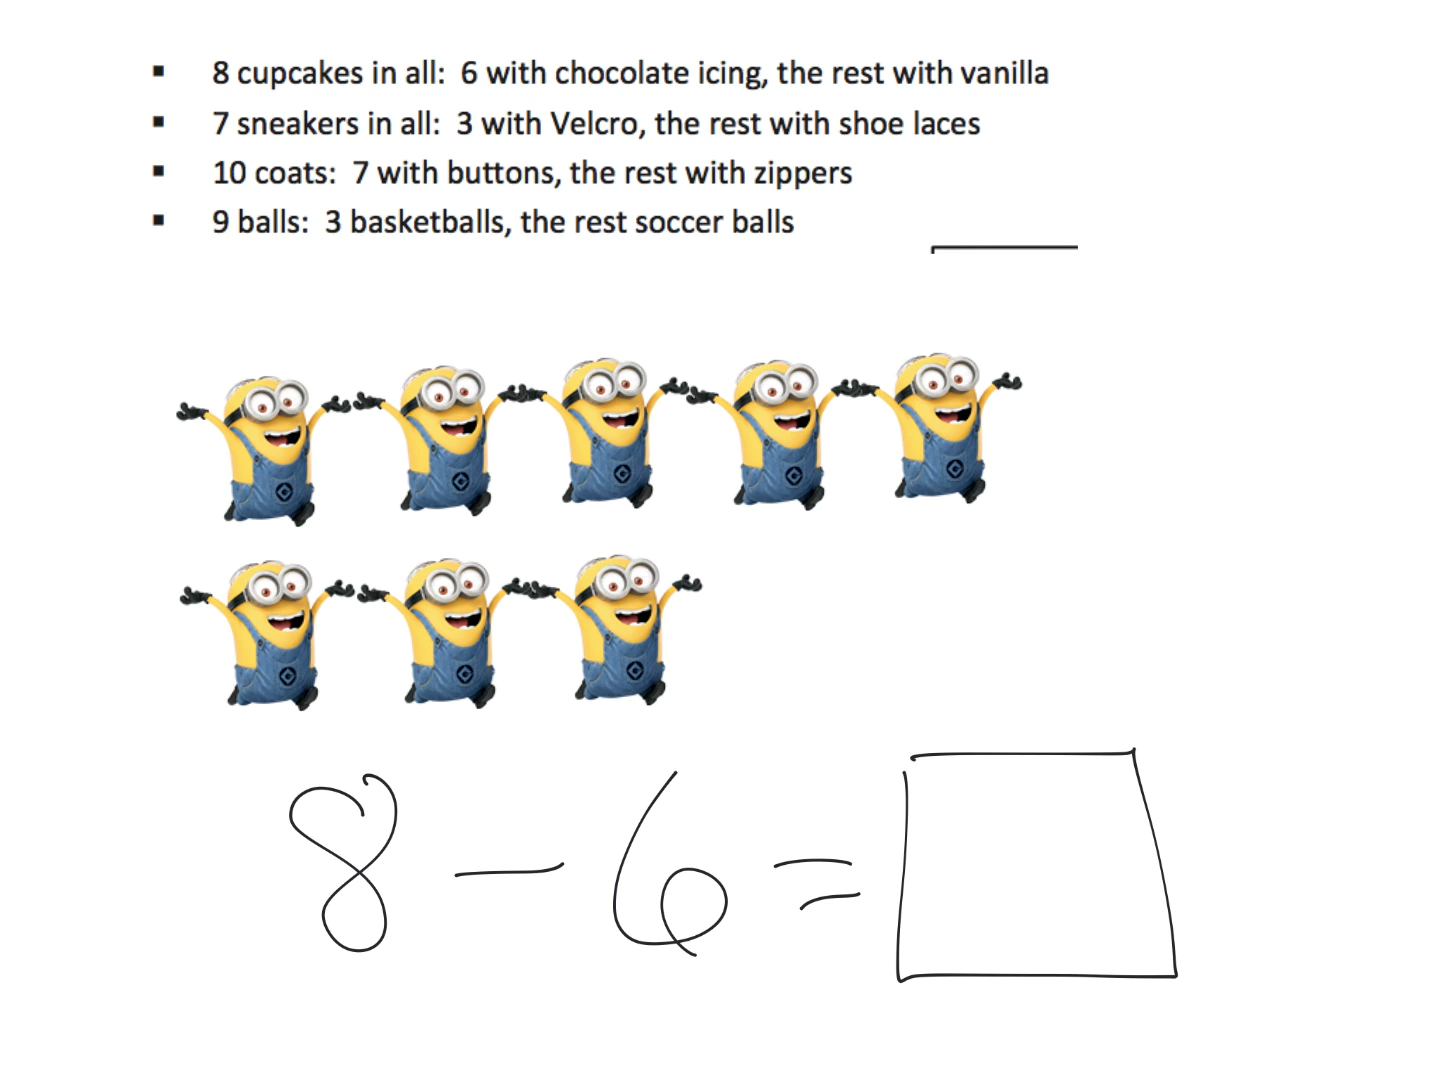 ▪ 8 cupcakes in all: 6 with chocolate icing, the rest with vanilla
▪ 7 sneakers in all: 3 with Velcro, the rest with shoe laces
▪ 10 coats: 7 with buttons, the rest with zippers
▪ 9 balls: 3 basketballs, the rest soccer balls
8 - 6 =